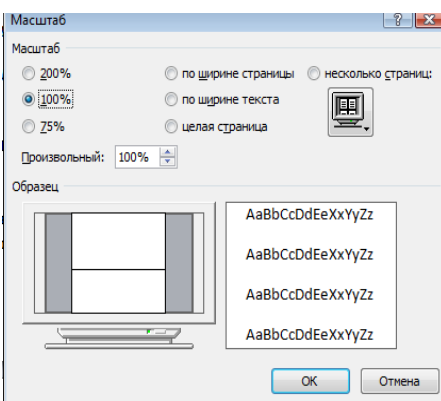 Масштаб
Масштаб
200%
по ширине страницы
несколько страниц:
100%
по ширине текста
75%
целая страница
Произвольный: 100%
Образец
AaBbCcDdEeXxYyZz
AaBbCcDdEeXxYyZz
AaBbCcDdEeXxYyZz
AaBbCcDdEeXxYyZz
ОК
Отмена